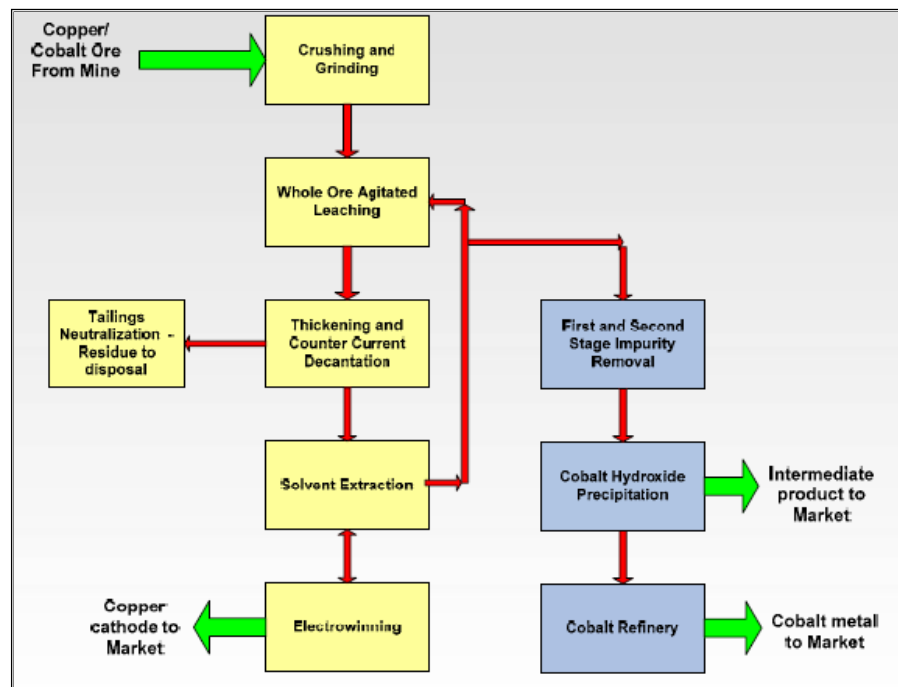 Copper/
Cobalt Ore
From Mine
Crushing and
Grinding
Whole Ore Agitated
Leaching
Tailings
Neutralization -
Residue to
disposal
Thickening and
Counter Current
Decantation
First and Second
Stage Impurity
Removal
Solvent Extraction
Cobalt Hydroxide
Precipitation
Intermediate
product to
Market
Copper
cathode to
Market
Electrowinning
Cobalt Refinery
Cobalt metal
to Market